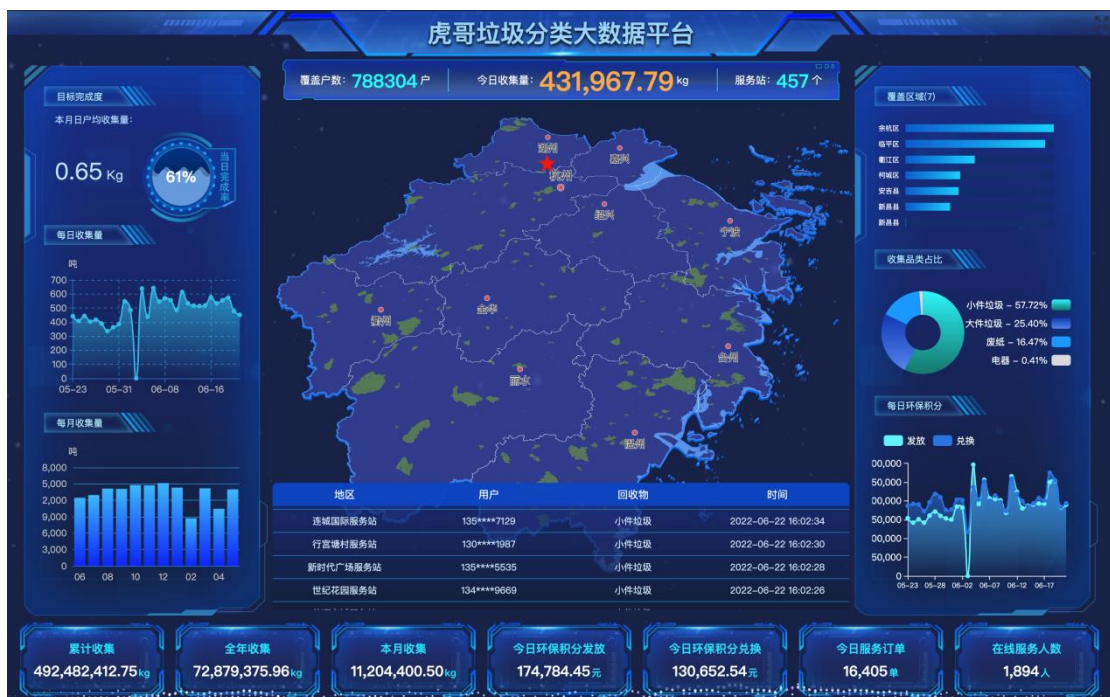 虎哥垃圾分类大数据平台
覆盖户数: 788304 户
今日收集量: 431,967.79 kg
服务站: 457 个
目标完成度
本月日户均收集量:
0.65 Kg
61%
当日完成率
每日收集量
吨
700
600
500
400
300
200
100
0
05-23 05-31 06-08 06-16
每月收集量
吨
8,000
5,000
2,000
9,000
6,000
3,000
0
06 08 10 12 02 04
湖州
嘉兴
杭州
绍兴
宁波
衢州
金华
台州
丽水
温州
地区 用户 回收物 时间
连城国际服务站 135****7129 小件垃圾 2022-06-22 16:02:34
行宫塘村服务站 130****1987 小件垃圾 2022-06-22 16:02:30
新时代广场服务站 135****5535 小件垃圾 2022-06-22 16:02:28
世纪花园服务站 134****9669 小件垃圾 2022-06-22 16:02:26
覆盖区域(7)
余杭区
临平区
衢江区
柯城区
安吉县
新昌县
新昌县
收集品类占比
小件垃圾 - 57.72%
大件垃圾 - 25.40%
废纸 - 16.47%
电器 - 0.41%
每日环保积分
发放 兑换
00,000
50,000
00,000
50,000
00,000
50,000
0
05-23 05-28 06-02 06-07 06-12 06-17
累计收集
492,482,412.75kg
全年收集
72,879,375.96kg
本月收集
11,204,400.50kg
今日环保积分发放
174,784.45元
今日环保积分兑换
130,652.54元
今日服务订单
16,405单
在线服务人数
1,894人